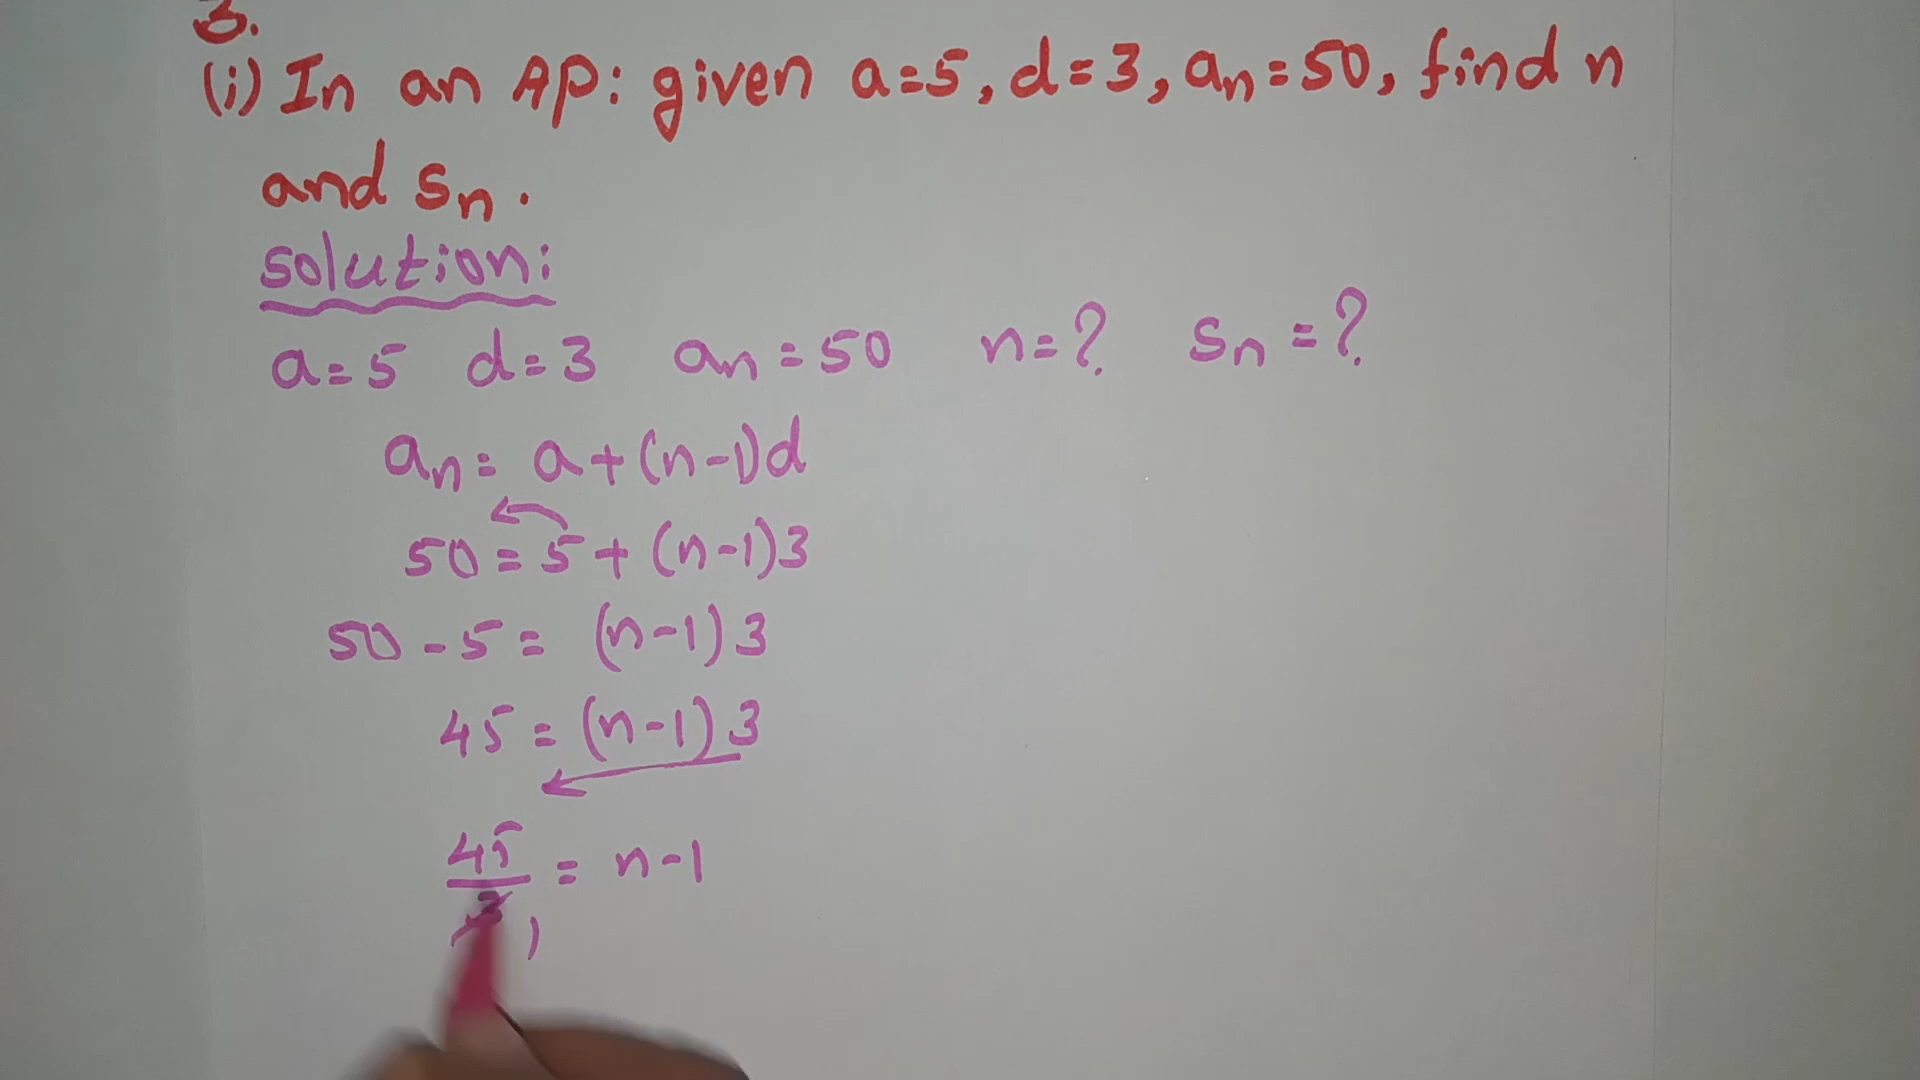 3.
(i) In an AP: given a=5, d=3, an=50, find n
and Sn.
Solution:
a=5 d=3 an=50 n=? Sn=?
an = a+(n-1)d
50=5+(n-1)3
50-5=(n-1)3
45=(n-1)3
45/3 = n-1
1